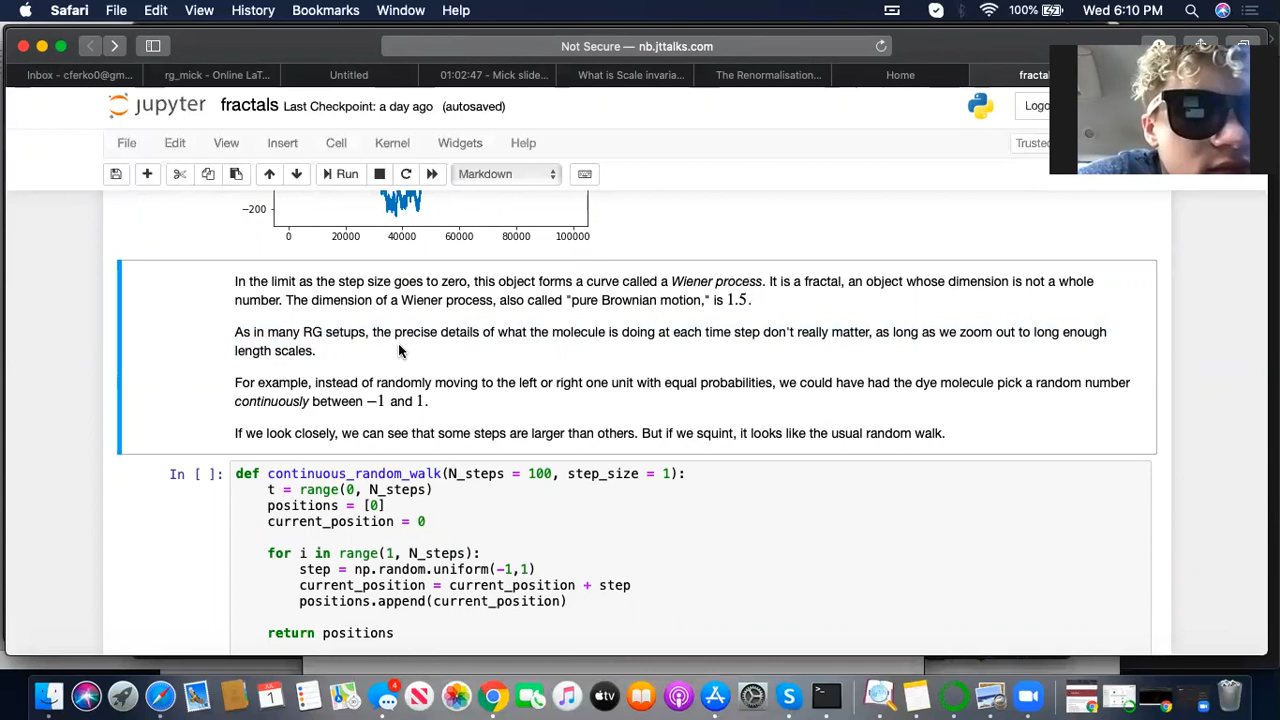 Safari File Edit View History Bookmarks Window Help 100% Wed 6:10 PM
Not Secure — nb.jttalks.com
Inbox - cferko0@gm... rg_mick - Online LaT... Untitled 01:02:47 - Mick slide... What is Scale invaria... The Renormalisation... Home fractal
jupyter fractals Last Checkpoint: a day ago (autosaved) Logo
File Edit View Insert Cell Kernel Widgets Help Trusted
Run Markdown
−200
0 20000 40000 60000 80000 100000
In the limit as the step size goes to zero, this object forms a curve called a Wiener process. It is a fractal, an object whose dimension is not a whole
number. The dimension of a Wiener process, also called "pure Brownian motion," is 1.5.
As in many RG setups, the precise details of what the molecule is doing at each time step don't really matter, as long as we zoom out to long enough
length scales.
For example, instead of randomly moving to the left or right one unit with equal probabilities, we could have had the dye molecule pick a random number
continuously between −1 and 1.
If we look closely, we can see that some steps are larger than others. But if we squint, it looks like the usual random walk.
In [ ]: def continuous_random_walk(N_steps = 100, step_size = 1):
t = range(0, N_steps)
positions = [0]
current_position = 0
for i in range(1, N_steps):
step = np.random.uniform(-1,1)
current_position = current_position + step
positions.append(current_position)
return positions